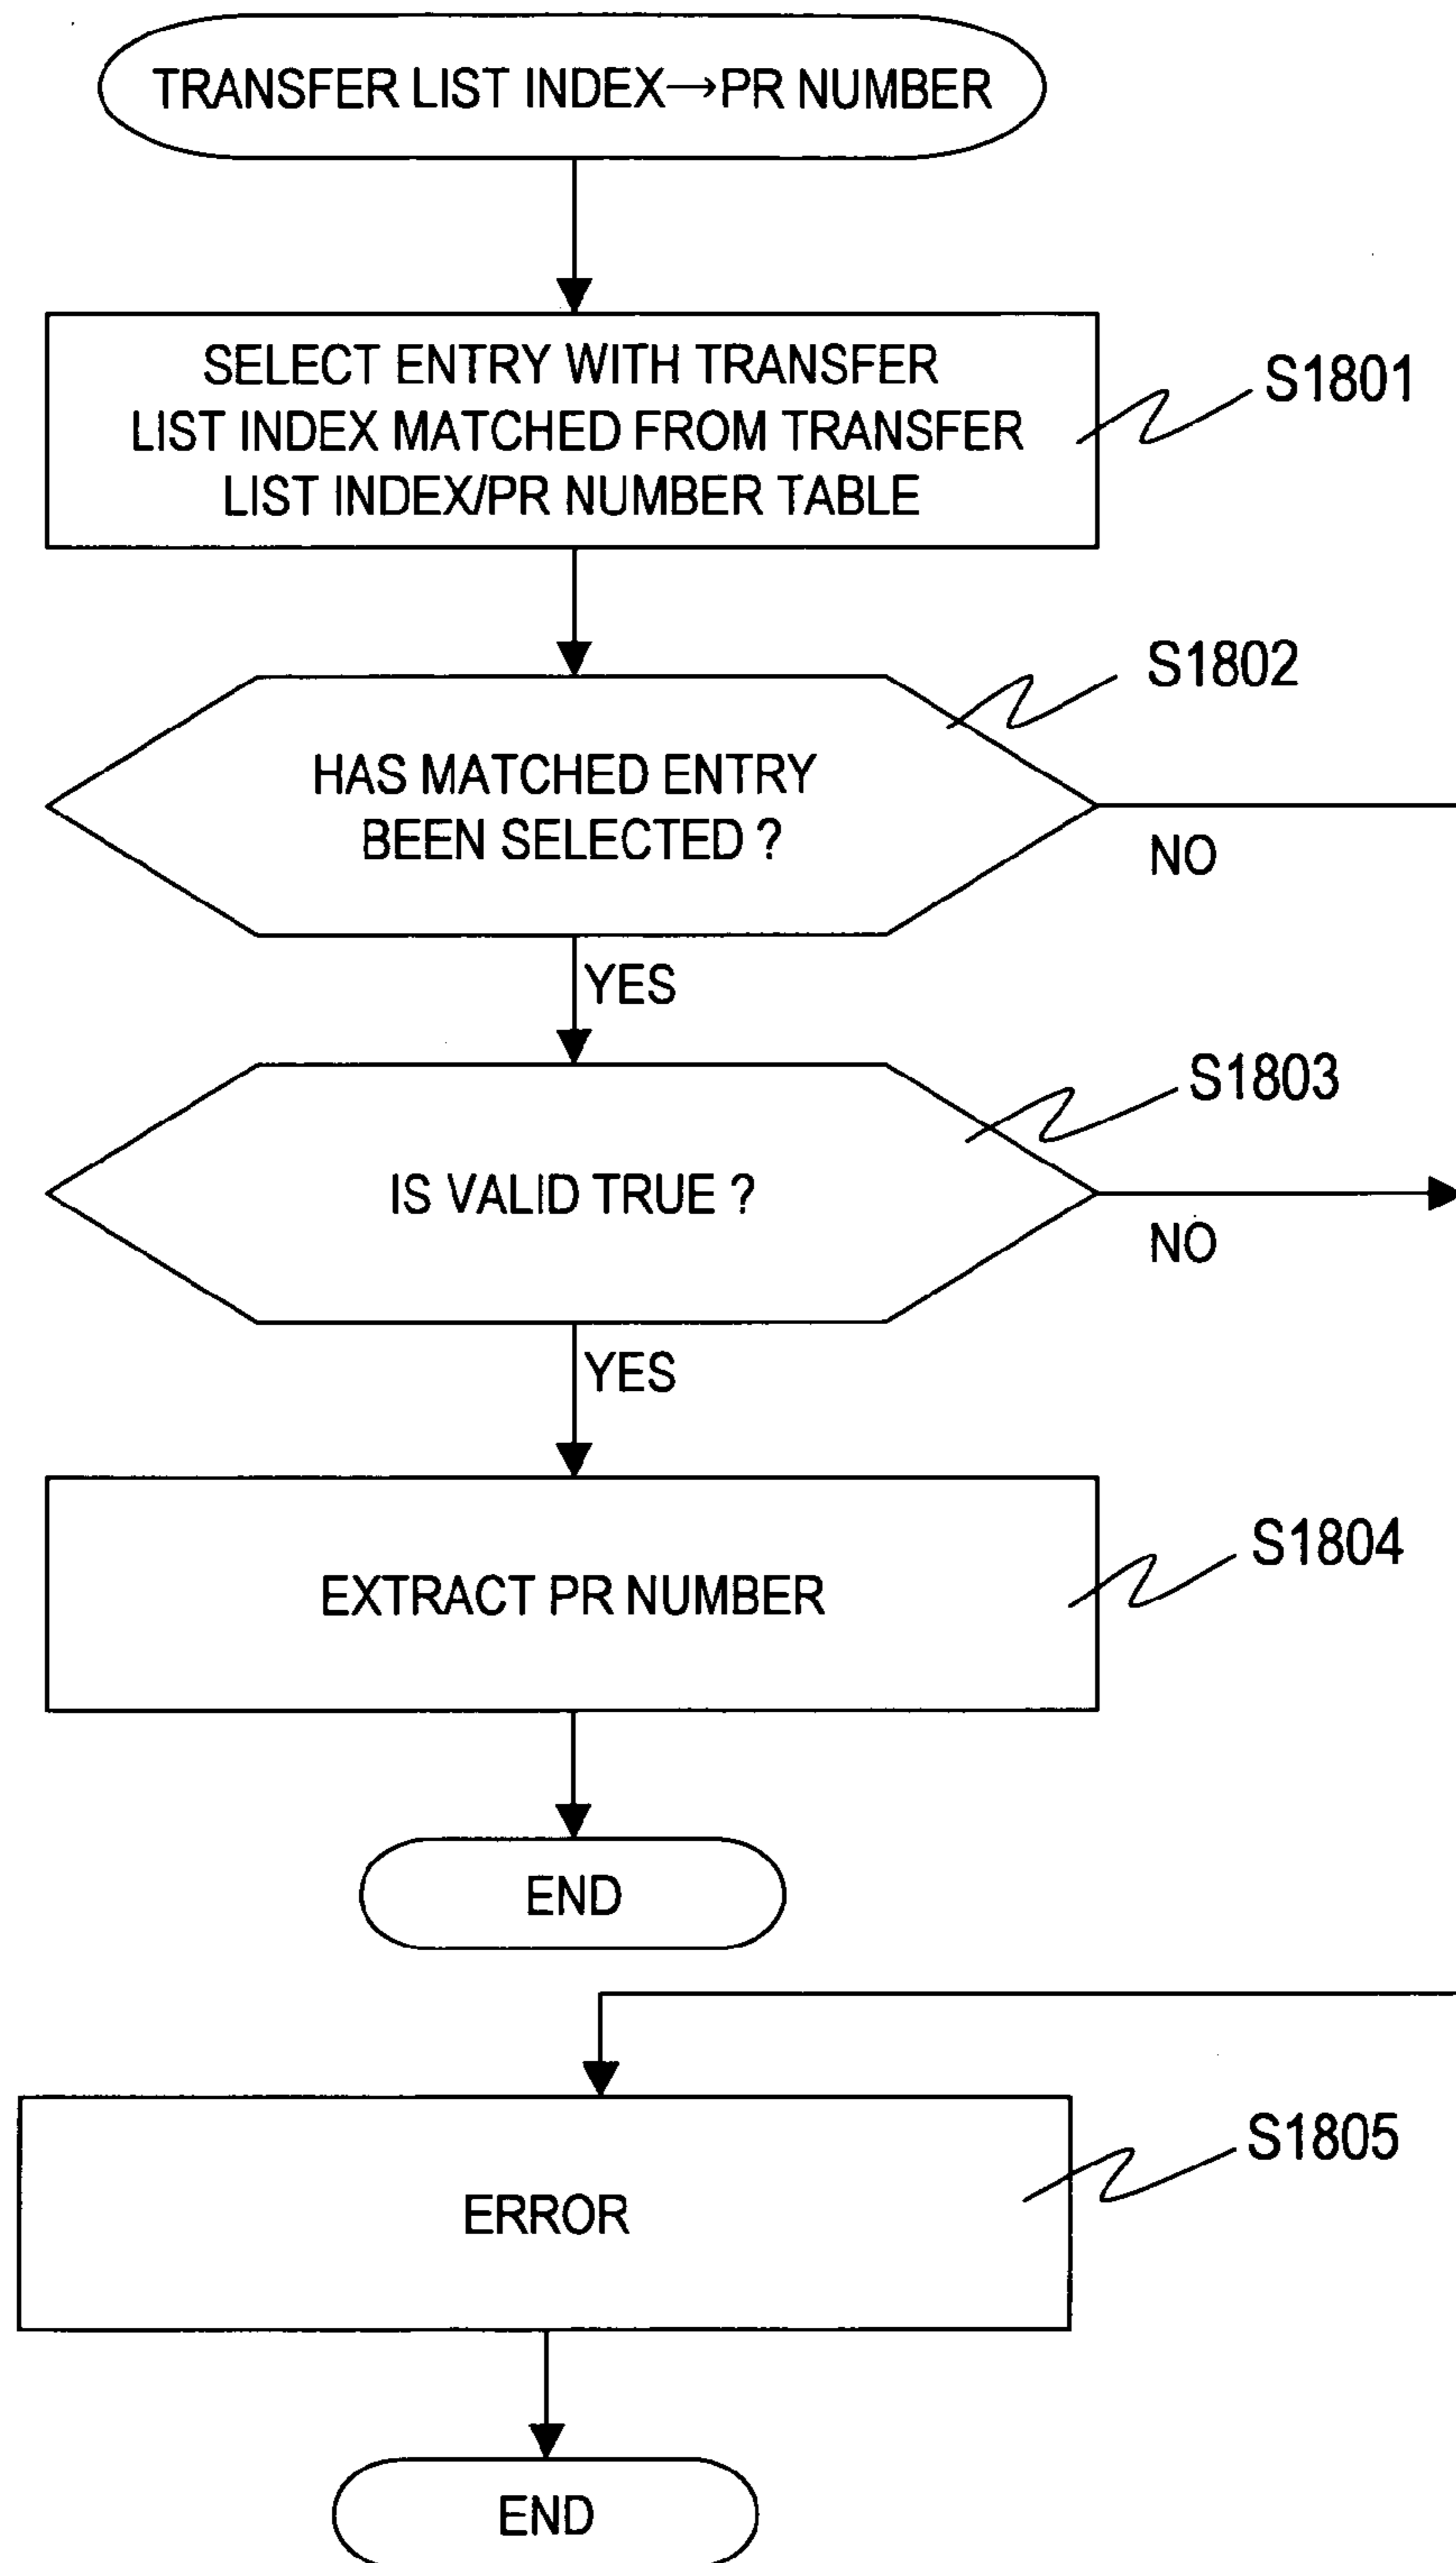 TRANSFER LIST INDEX→PR NUMBER
SELECT ENTRY WITH TRANSFER
LIST INDEX MATCHED FROM TRANSFER
LIST INDEX/PR NUMBER TABLE
S1801
S1802
HAS MATCHED ENTRY
BEEN SELECTED ?
NO
YES
S1803
IS VALID TRUE ?
NO
YES
S1804
EXTRACT PR NUMBER
END
S1805
ERROR
END